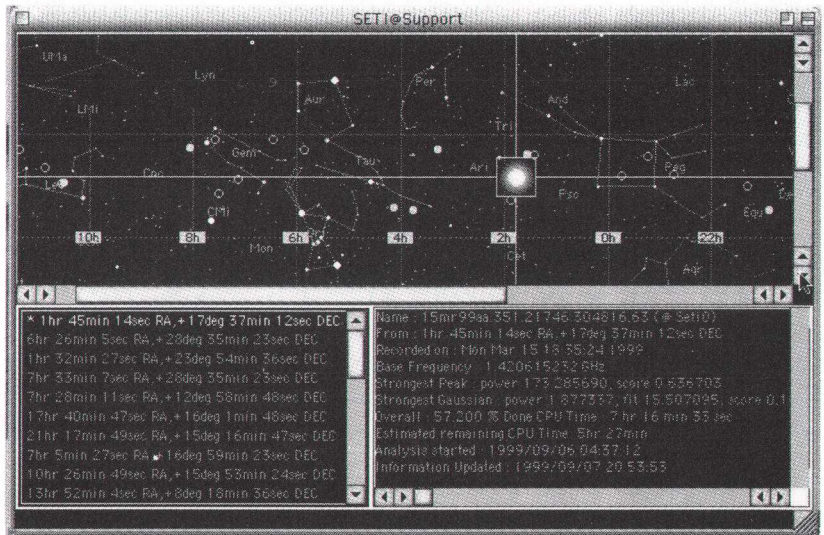 SETI@Support
UMa
Lyn
Aur
Per
And
Lac
LMi
Tri
Gem
Tau
Ari
Peg
Cnc
Psc
CMi
Equ
10h 8h 6h 4h 2h 0h 22h
Mon
Cet
Aqr
* 1hr 45min 14sec RA,+17deg 37min 12sec DEC
6hr 26min 5sec RA,+28deg 35min 23sec DEC
1hr 32min 27sec RA,+23deg 54min 36sec DEC
7hr 33min 7sec RA,+28deg 35min 23sec DEC
7hr 28min 11sec RA,+12deg 58min 48sec DEC
17hr 40min 47sec RA,+16deg 1min 48sec DEC
21hr 17min 49sec RA,+15deg 16min 47sec DEC
7hr 5min 27sec RA,+16deg 59min 23sec DEC
10hr 26min 49sec RA,+15deg 53min 24sec DEC
13hr 52min 4sec RA,+8deg 18min 36sec DEC
Name : 15mr99aa.351.21746.304816.63 (@ Seti0)
From : 1hr 45min 14sec RA,+17deg 37min 12sec DEC
Recorded on : Mon Mar 15 18:35:24 1999
Base Frequency : 1.420615232 GHz
Strongest Peak : power 173.285690, score 0.636703
Strongest Gaussian : power 1.877337, fit 15.507095, score 0.1
Overall : 57.200 % Done CPU Time : 7 hr 16 min 33 sec
Estimated remaining CPU Time 5hr 27min
Analysis started : 1999/09/06 04:37:12
Information Updated : 1999/09/07 20:53:53